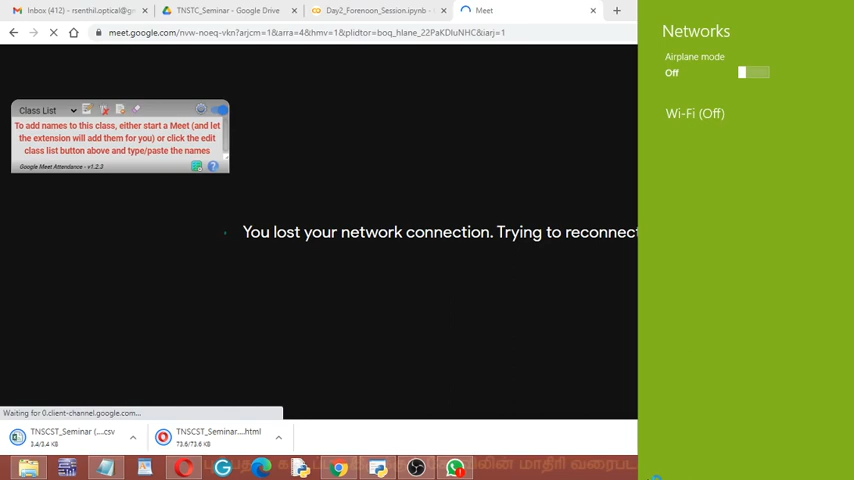 Inbox (412) - rsenthil.optical@g
TNSTC_Seminar - Google Drive
Day2_Forenoon_Session.ipynb -
Meet
meet.google.com/nvw-noeq-vkn?arjcm=1&arra=4&hmv=1&plidtor=boq_hlane_22PaKDIuNHC&iarj=1
Networks
Airplane mode
Off
Wi-Fi (Off)
Class List
To add names to this class, either start a Meet (and let
the extension will add them for you) or click the edit
class list button above and type/paste the names
Google Meet Attendance - v1.2.3
You lost your network connection. Trying to reconnect
Waiting for 0.client-channel.google.com...
TNSCST_Seminar (....csv
3.4/3.4 KB
TNSCST_Seminar....html
73.6/73.6 KB
மாதிரி